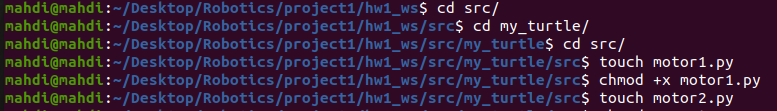 mahdi@mahdi:~/Desktop/Robotics/project1/hw1_ws$ cd src/
mahdi@mahdi:~/Desktop/Robotics/project1/hw1_ws/src$ cd my_turtle/
mahdi@mahdi:~/Desktop/Robotics/project1/hw1_ws/src/my_turtle$ cd src/
mahdi@mahdi:~/Desktop/Robotics/project1/hw1_ws/src/my_turtle/src$ touch motor1.py
mahdi@mahdi:~/Desktop/Robotics/project1/hw1_ws/src/my_turtle/src$ chmod +x motor1.py
mahdi@mahdi:~/Desktop/Robotics/project1/hw1_ws/src/my_turtle/src$ touch motor2.py